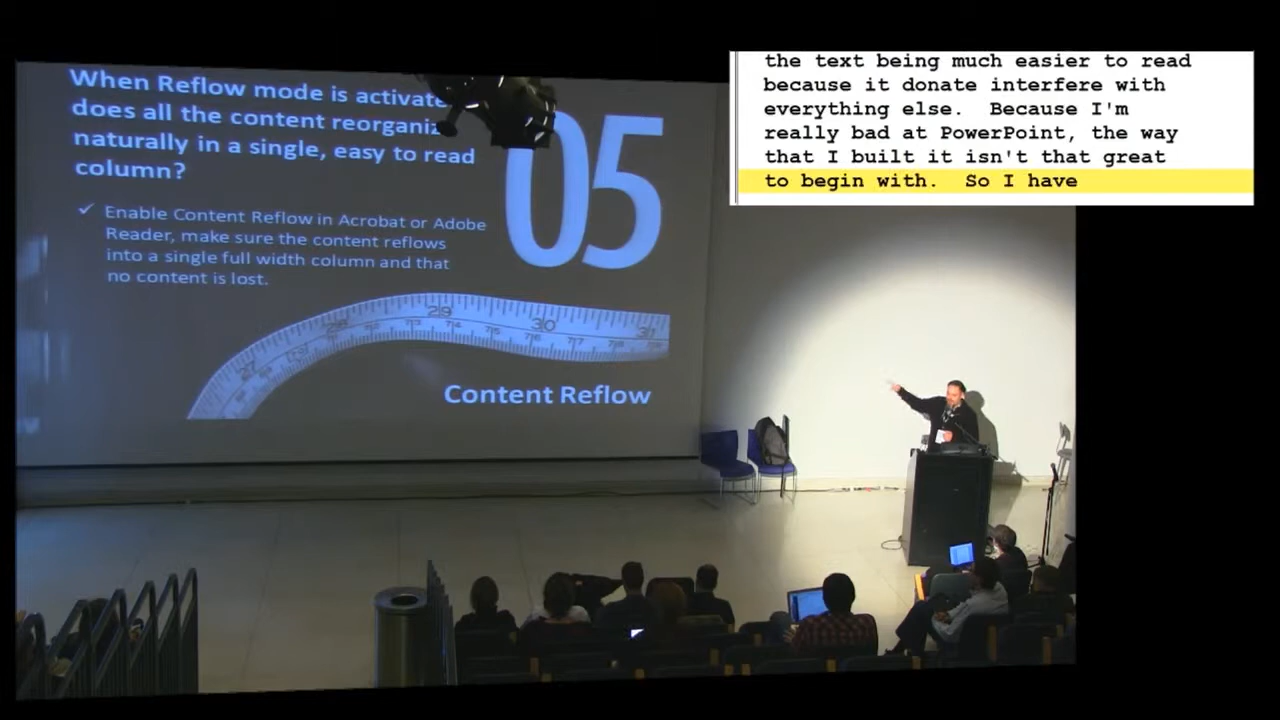 When Reflow mode is activate
does all the content reorganiz
naturally in a single, easy to read
column?
05
✓ Enable Content Reflow in Acrobat or Adobe
Reader, make sure the content reflows
into a single full width column and that
no content is lost.
29
30
31
Content Reflow
the text being much easier to read
because it donate interfere with
everything else.  Because I'm
really bad at PowerPoint, the way
that I built it isn't that great
to begin with.  So I have